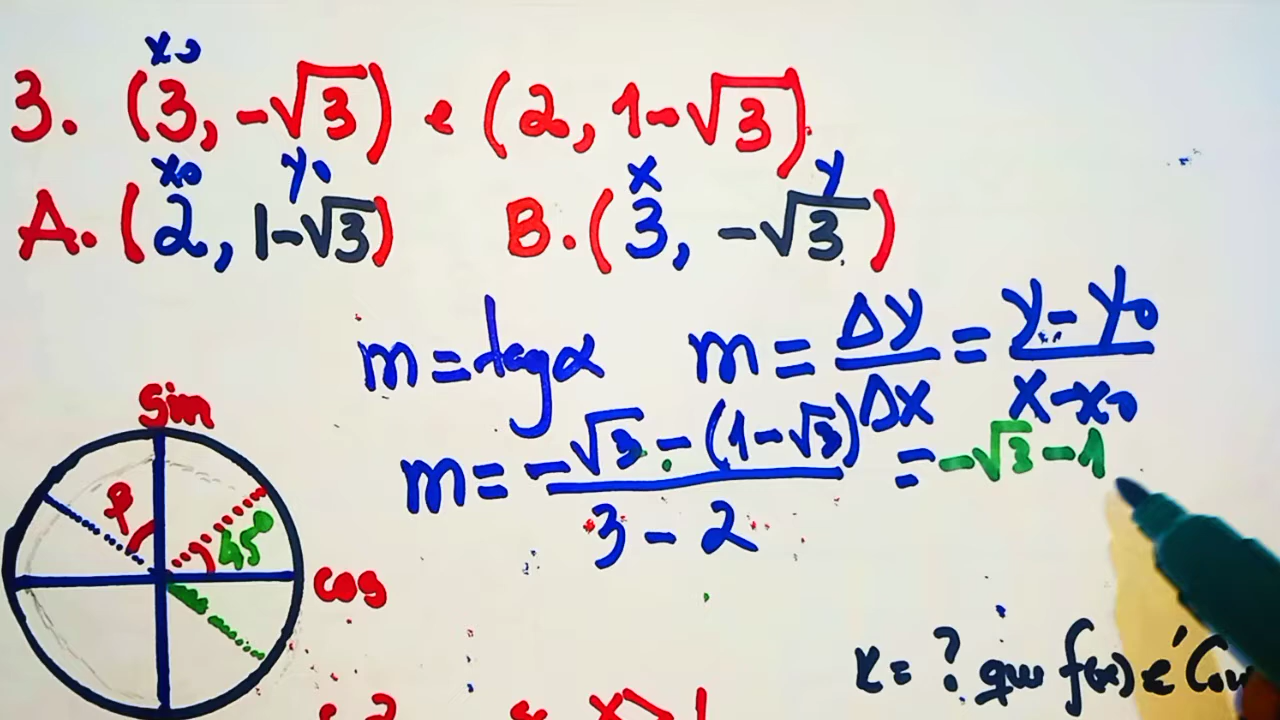 x₀
3. (3, -√3) e (2, 1-√3)
x₀ y₀ x y
A. (2, 1-√3) B. (3, -√3)
m = tag α m = Δy/Δx = (y - y₀)/(x - x₀)
m = (-√3 - (1-√3))/(3 - 2) = -√3 - 1
Sin
φ 45°
cos
K = ? que f(x) é